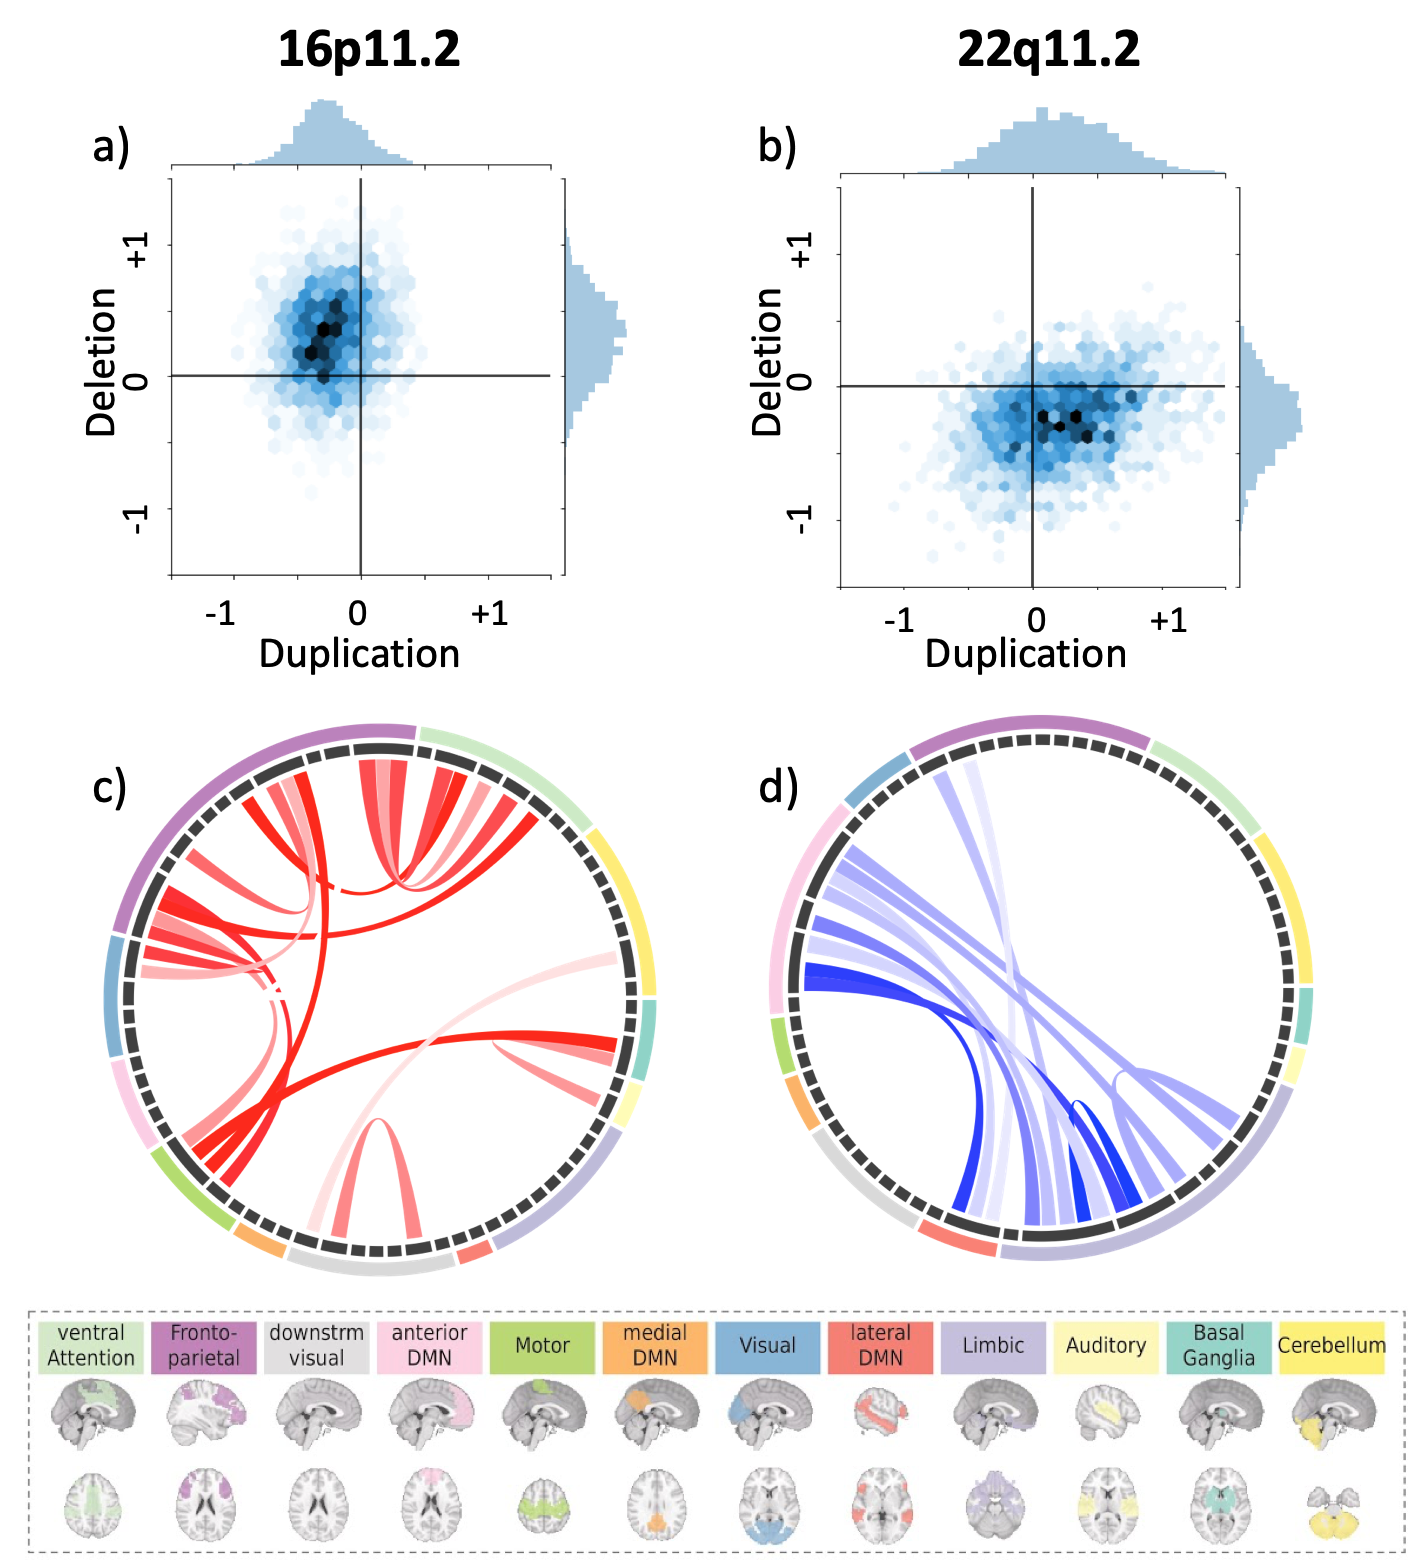 16p11.2
22q11.2
a)
b)
+1
0
-1
Deletion
-1
0
+1
Duplication
+1
0
-1
Deletion
-1
0
+1
Duplication
c)
d)
ventral
Attention
Fronto-
parietal
downstrm
visual
anterior
DMN
Motor
medial
DMN
Visual
lateral
DMN
Limbic
Auditory
Basal
Ganglia
Cerebellum